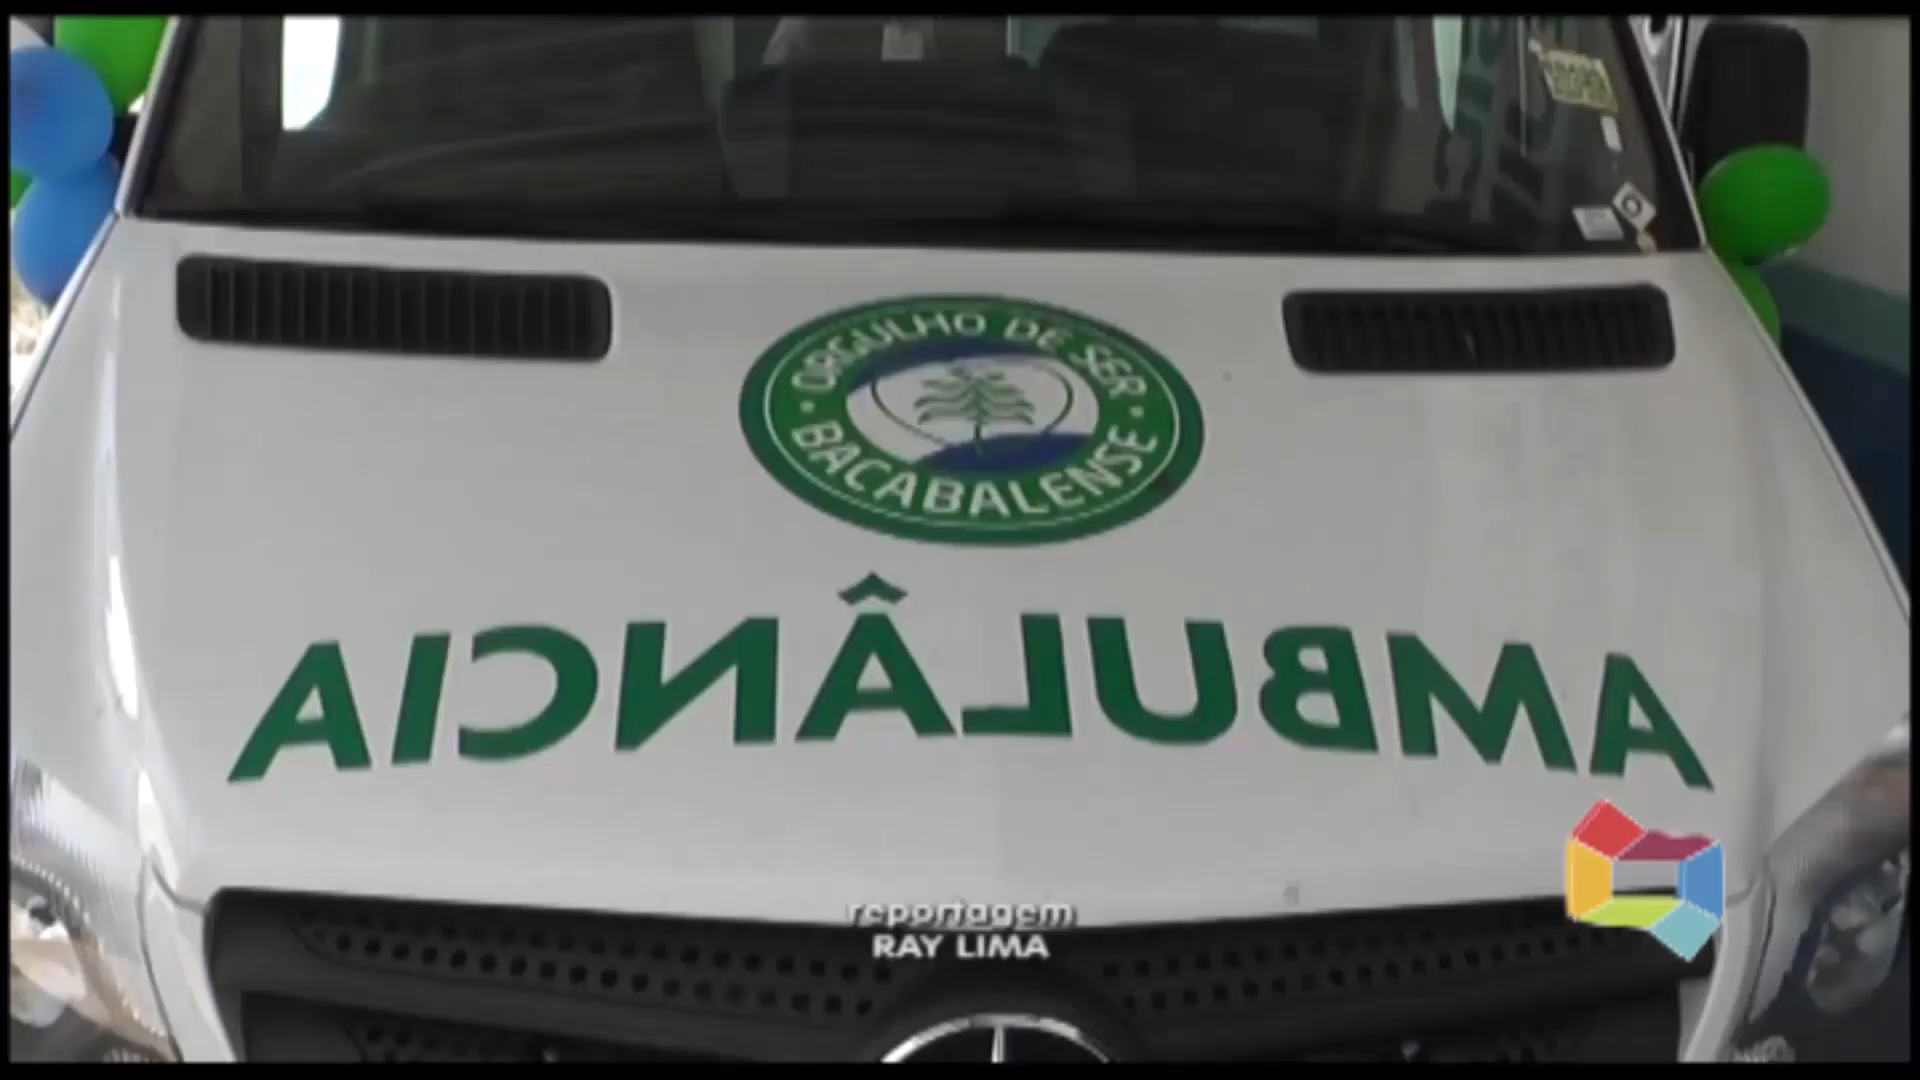 ORGULHO DE SER
BACABALENSE
AMBULÂNCIA
reportagem
RAY LIMA